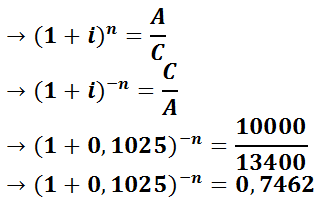 → (1 + i)ⁿ = A/C
→ (1 + i)⁻ⁿ = C/A
→ (1 + 0,1025)⁻ⁿ = 10000/13400
→ (1 + 0,1025)⁻ⁿ = 0,7462